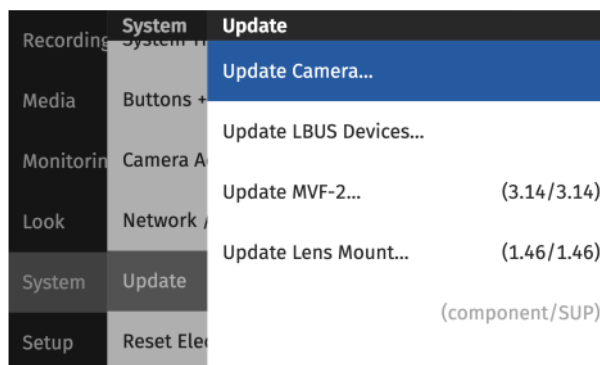 Recording
Media
Monitorin
Look
System
Setup
System
Buttons +
Camera A
Network /
Update
Reset Ele
Update
Update Camera...
Update LBUS Devices...
Update MVF-2... (3.14/3.14)
Update Lens Mount... (1.46/1.46)
(component/SUP)